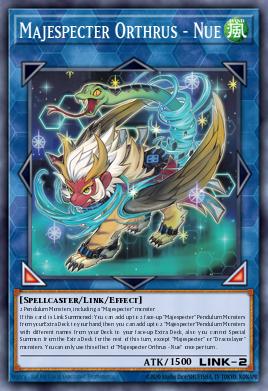 Majespecter Orthrus - Nue
WIND
[Spellcaster/Link/Effect]
2 Pendulum Monsters, including a "Majespecter" monster
If this card is Link Summoned: You can add up to 2 face-up "Majespecter" Pendulum Monsters
from your Extra Deck to your hand, then you can add up to 2 "Majespecter" Pendulum Monsters
with different names from your Deck to your face-up Extra Deck, also you cannot Special
Summon from the Extra Deck for the rest of this turn, except "Majespecter" or "Dracoslayer"
monsters. You can only use this effect of "Majespecter Orthrus - Nue" once per turn.
ATK/1500 LINK-2